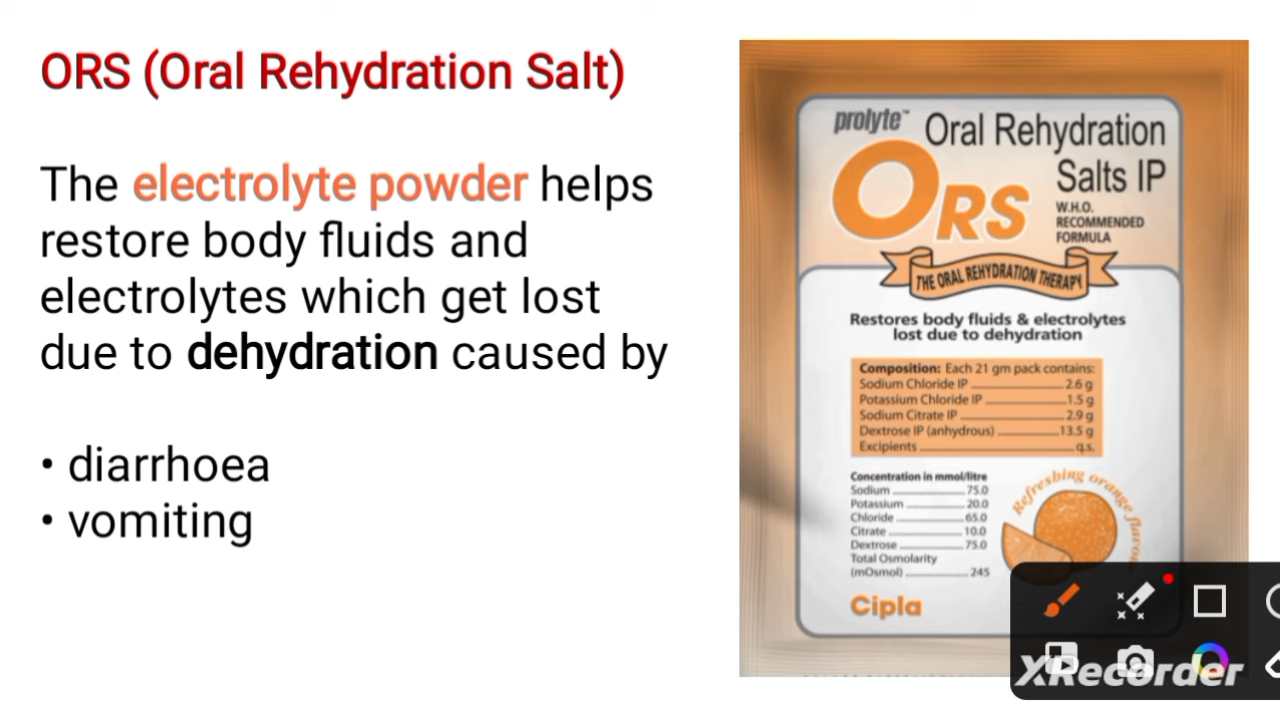 ORS (Oral Rehydration Salt)
The electrolyte powder helps
restore body fluids and
electrolytes which get lost
due to dehydration caused by
• diarrhoea
• vomiting
prolyte™
Oral Rehydration
Salts IP
ORS
W.H.O.
RECOMMENDED
FORMULA
THE ORAL REHYDRATION THERAPY
Restores body fluids & electrolytes
lost due to dehydration
Composition: Each 21 gm pack contains:
Sodium Chloride IP 2.6 g
Potassium Chloride IP 1.5 g
Sodium Citrate IP 2.9 g
Dextrose IP (anhydrous) 13.5 g
Excipients q.s.
Concentration in mmol/litre
Sodium 75.0
Potassium 20.0
Chloride 65.0
Citrate 10.0
Dextrose 75.0
Total Osmolarity
(mOsmol) 245
Refreshing orange flavor
Cipla
XRecorder